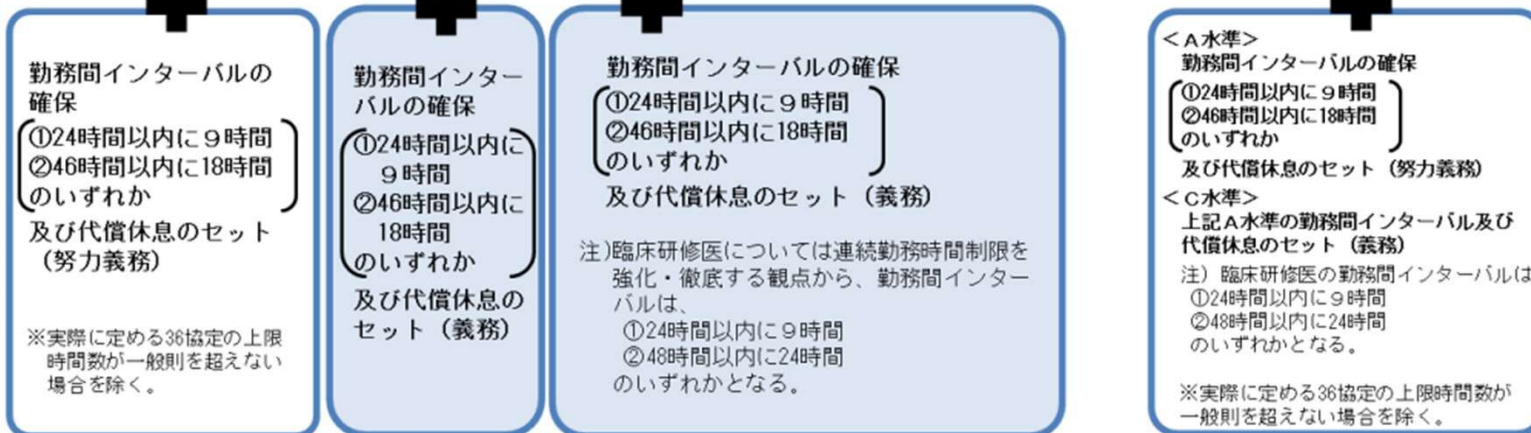 勤務間インターバルの
確保
①24時間以内に９時間
②46時間以内に18時間
のいずれか
及び代償休息のセット
（努力義務）
※実際に定める36協定の上限
時間数が一般則を超えない
場合を除く。
勤務間インター
バルの確保
①24時間以内に
９時間
②46時間以内に
18時間
のいずれか
及び代償休息の
セット（義務）
勤務間インターバルの確保
①24時間以内に９時間
②46時間以内に18時間
のいずれか
及び代償休息のセット（義務）
注)臨床研修医については連続勤務時間制限を
強化・徹底する観点から、勤務間インター
バルは、
①24時間以内に９時間
②48時間以内に24時間
のいずれかとなる。
＜Ａ水準＞
勤務間インターバルの確保
①24時間以内に９時間
②46時間以内に18時間
のいずれか
及び代償休息のセット（努力義務）
＜Ｃ水準＞
上記Ａ水準の勤務間インターバル及び
代償休息のセット（義務）
注）臨床研修医の勤務間インターバルは
①24時間以内に９時間
②48時間以内に24時間
のいずれかとなる。
※実際に定める36協定の上限時間数が
一般則を超えない場合を除く。